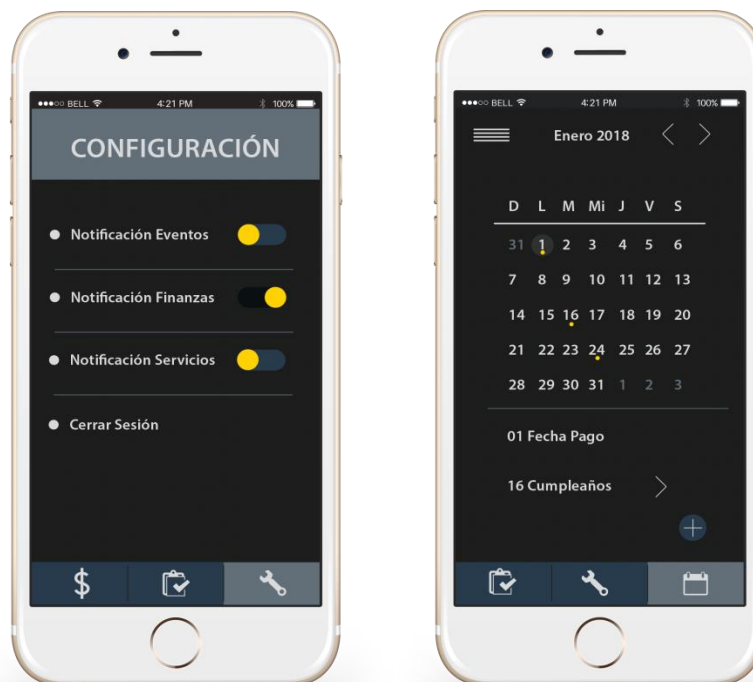 BELL 4:21 PM 100%
CONFIGURACIÓN
Notificación Eventos
Notificación Finanzas
Notificación Servicios
Cerrar Sesión
$
BELL 4:21 PM 100%
Enero 2018
D L M Mi J V S
31 1 2 3 4 5 6
7 8 9 10 11 12 13
14 15 16 17 18 19 20
21 22 23 24 25 26 27
28 29 30 31 1 2 3
01 Fecha Pago
16 Cumpleaños